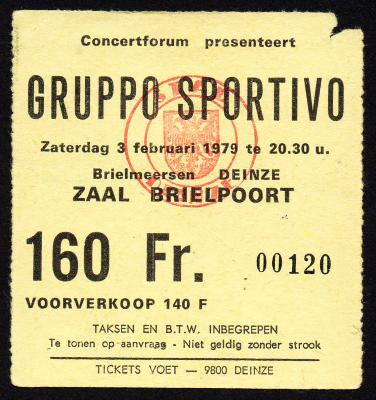 Concertforum presenteert
GRUPPO SPORTIVO
Zaterdag 3 februari 1979 te 20.30 u.
Brielmeersen DEINZE
ZAAL BRIELPOORT
160 Fr.
00120
VOORVERKOOP 140 F
TAKSEN EN B.T.W. INBEGREPEN
Te tonen op aanvraag - Niet geldig zonder strook
TICKETS VOET — 9800 DEINZE